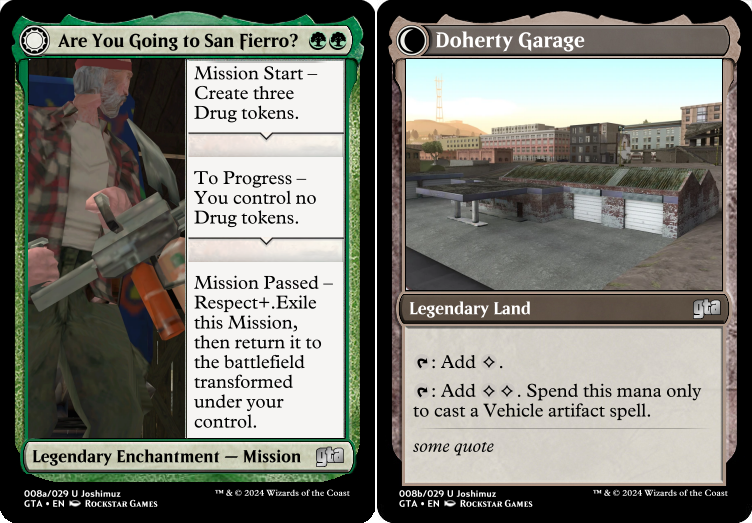 Are You Going to San Fierro?
Mission Start –
Create three
Drug tokens.
To Progress –
You control no
Drug tokens.
Mission Passed –
Respect+.Exile
this Mission,
then return it to
the battlefield
transformed
under your
control.
Legendary Enchantment — Mission
gta
008a/029 U Joshimuz
GTA • EN ROCKSTAR GAMES
™ & © 2024 Wizards of the Coast
Doherty Garage
Legendary Land
gta
: Add .
: Add . Spend this mana only
to cast a Vehicle artifact spell.
some quote
008b/029 U Joshimuz
GTA • EN ROCKSTAR GAMES
™ & © 2024 Wizards of the Coast